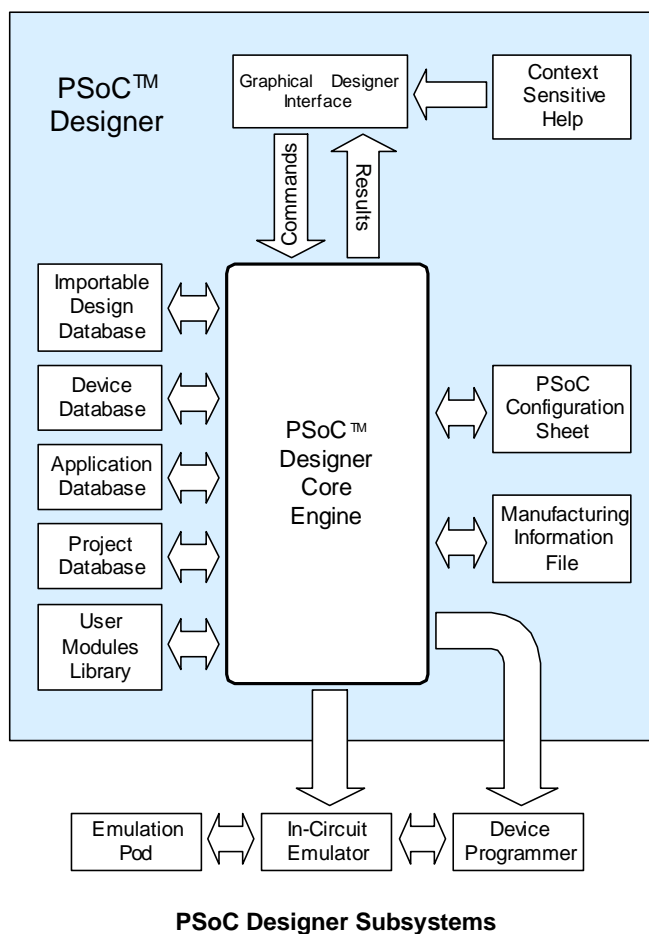 PSoC™
Designer
Graphical Designer
Interface
Context
Sensitive
Help
Commands
Results
Importable
Design
Database
Device
Database
Application
Database
Project
Database
User
Modules
Library
PSoC™
Designer
Core
Engine
PSoC
Configuration
Sheet
Manufacturing
Information
File
Emulation
Pod
In-Circuit
Emulator
Device
Programmer
PSoC Designer Subsystems